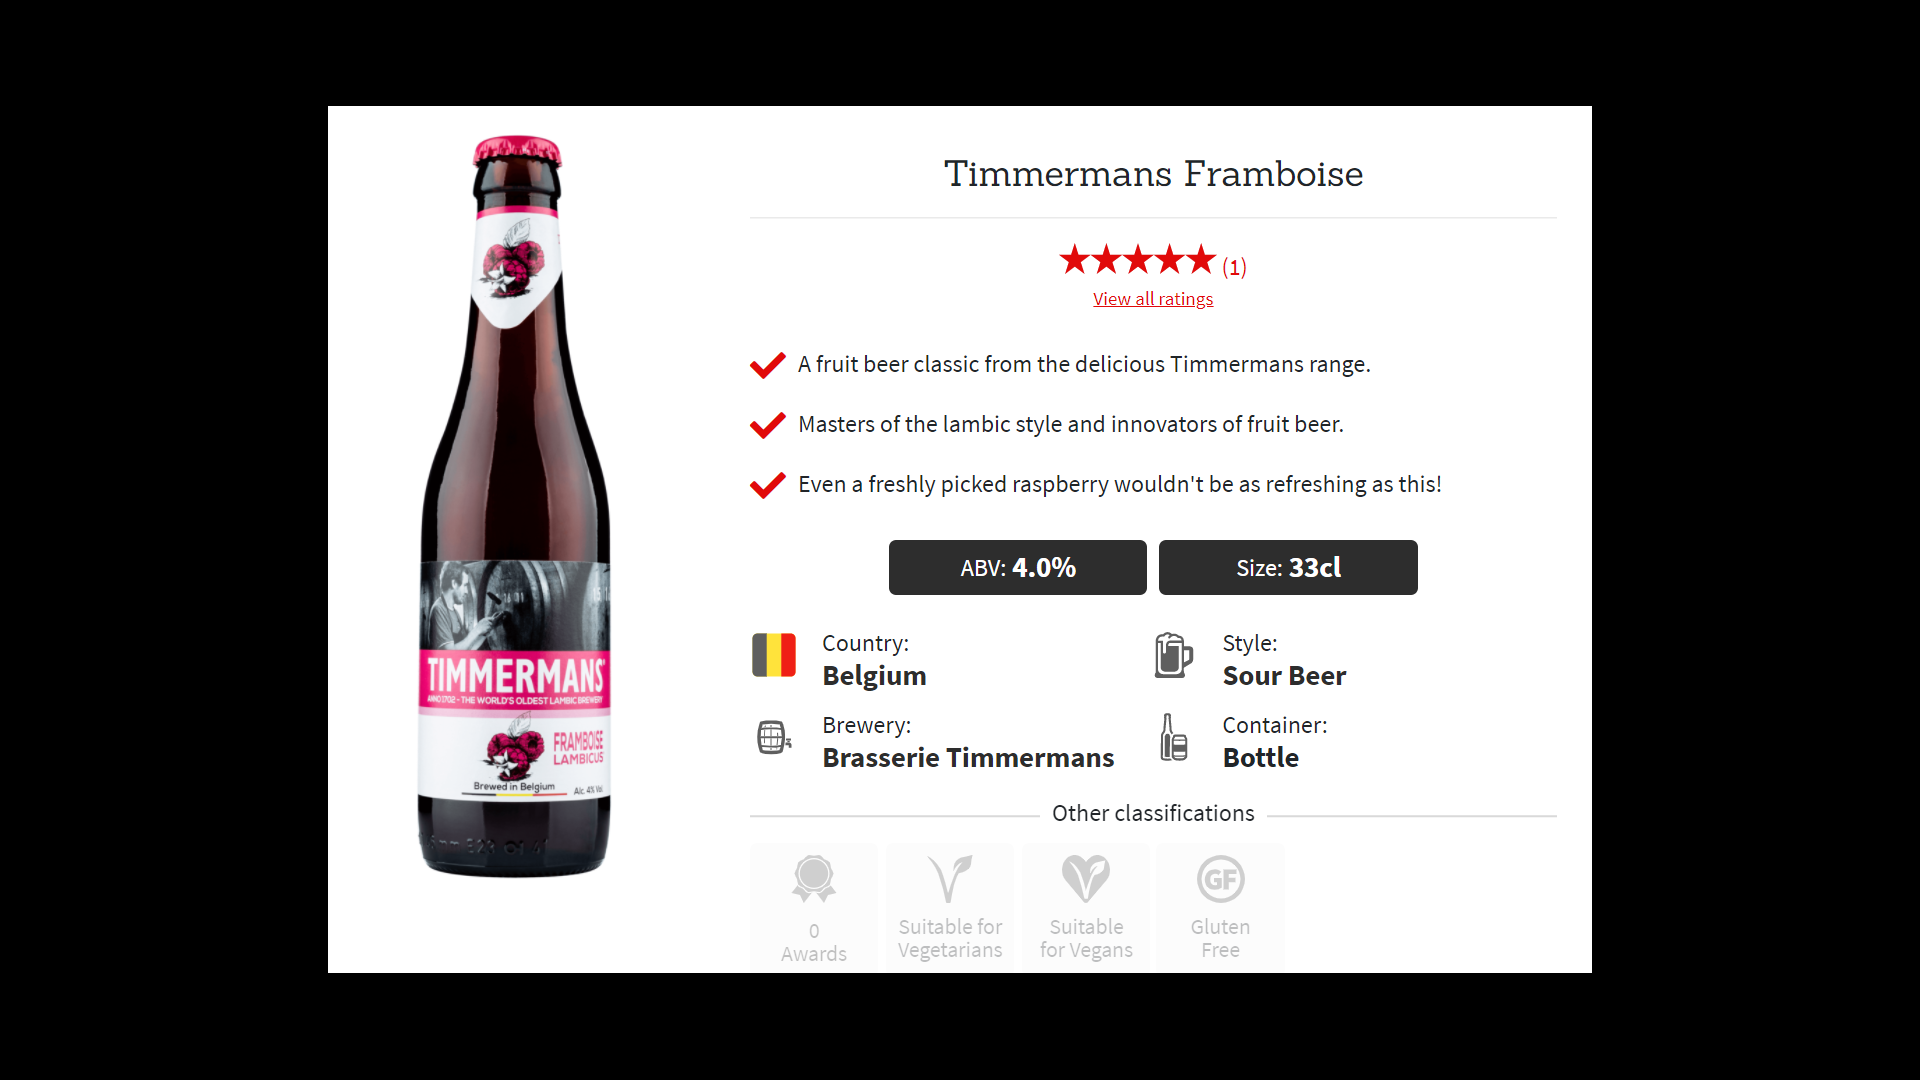 Timmermans Framboise
(1)
View all ratings
A fruit beer classic from the delicious Timmermans range.
Masters of the lambic style and innovators of fruit beer.
Even a freshly picked raspberry wouldn't be as refreshing as this!
ABV: 4.0%
Size: 33cl
Country:
Belgium
Style:
Sour Beer
Brewery:
Brasserie Timmermans
Container:
Bottle
Other classifications
0
Awards
Suitable for
Vegetarians
Suitable
for Vegans
GF
Gluten
Free
TIMMERMANS
ANNO 1702 - THE WORLD'S OLDEST LAMBIC BREWERY
FRAMBOISE
LAMBICUS
Brewed in Belgium
Alc. 4% Vol